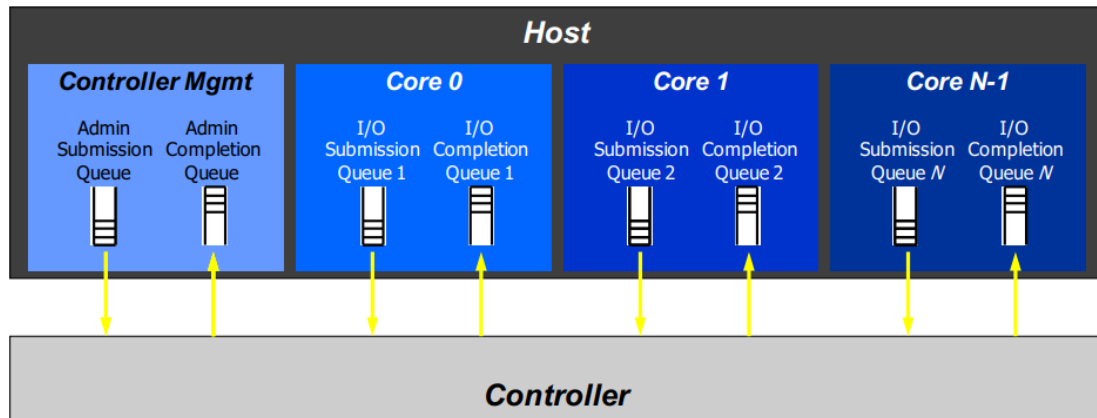 Host
Controller Mgmt
Admin
Submission
Queue
Admin
Completion
Queue
Core 0
I/O
Submission
Queue 1
I/O
Completion
Queue 1
Core 1
I/O
Submission
Queue 2
I/O
Completion
Queue 2
Core N-1
I/O
Submission
Queue N
I/O
Completion
Queue N
Controller